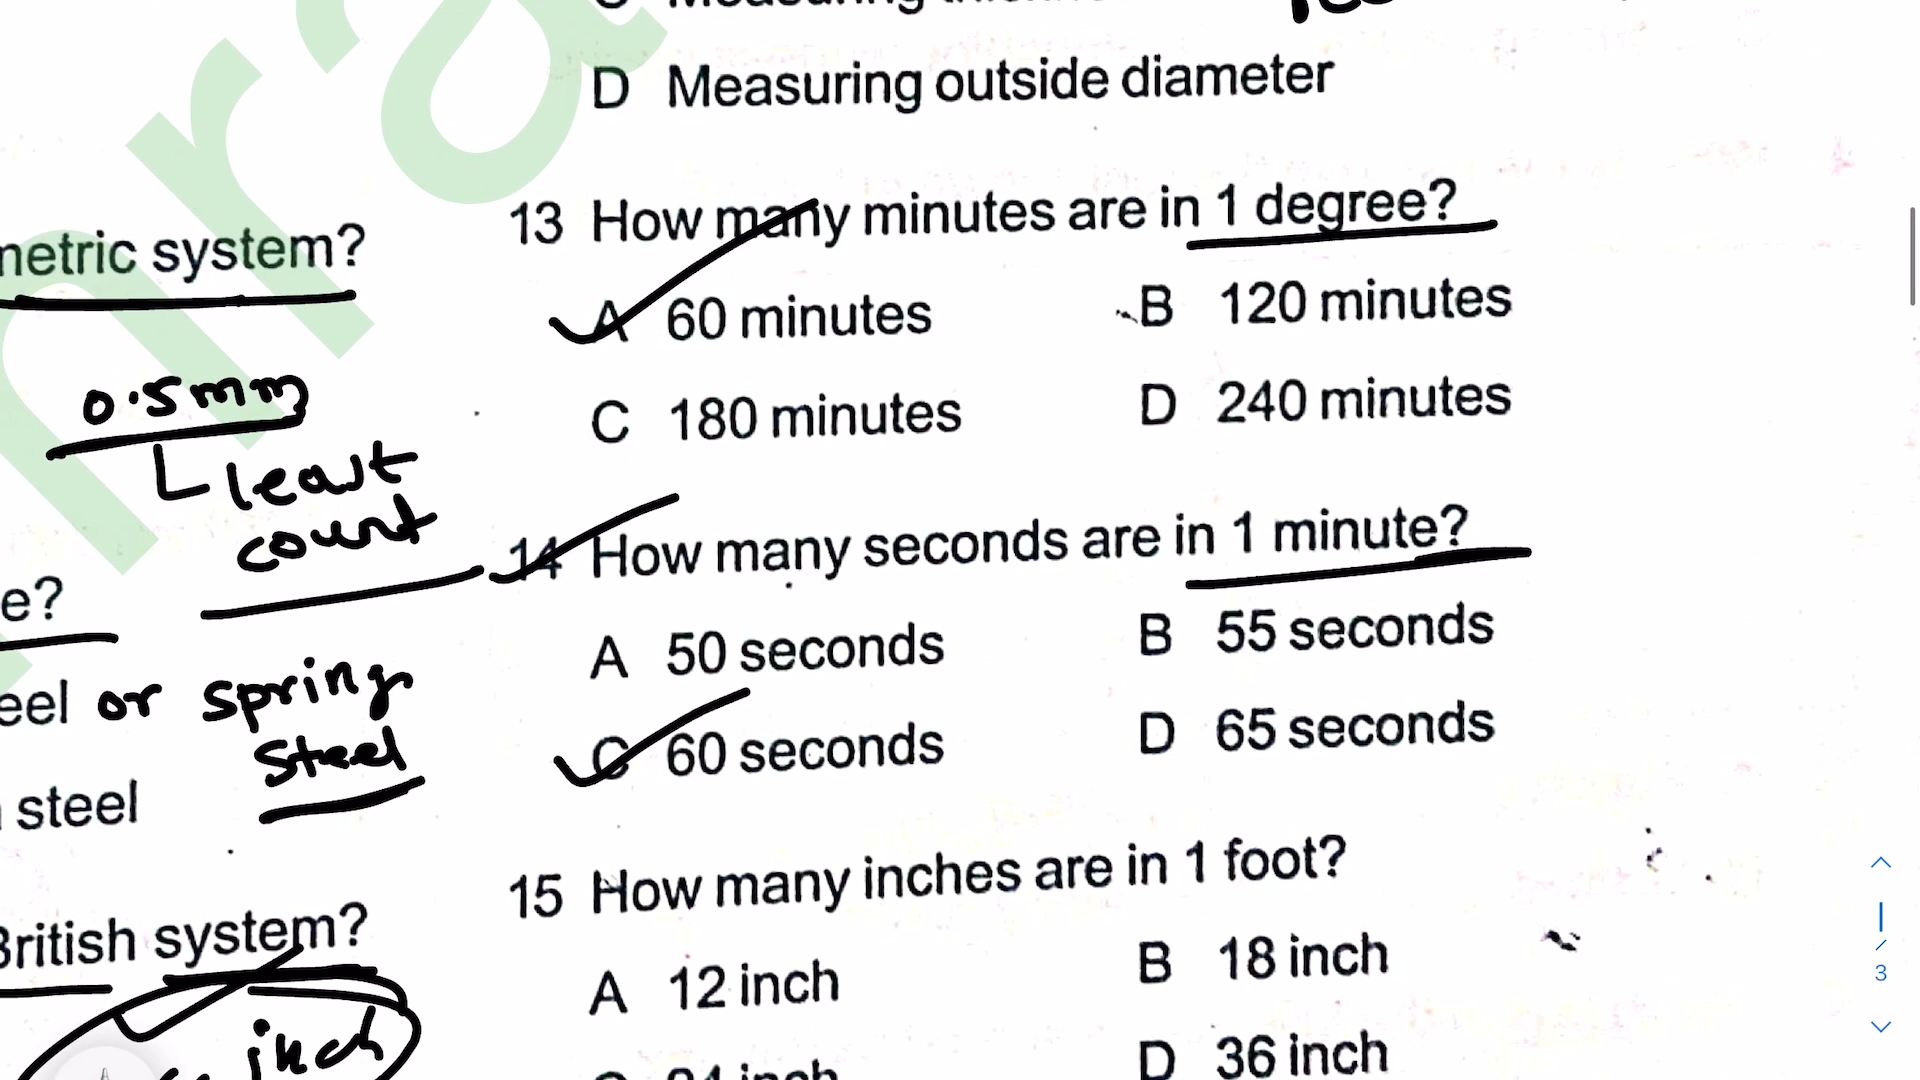 D Measuring outside diameter
13 How many minutes are in 1 degree?
A 60 minutes
B 120 minutes
C 180 minutes
D 240 minutes
14 How many seconds are in 1 minute?
A 50 seconds
B 55 seconds
C 60 seconds
D 65 seconds
15 How many inches are in 1 foot?
A 12 inch
B 18 inch
D 36 inch
metric system?
0.5mm
least
count
e?
eel or spring
steel
steel
British system?
inch
3